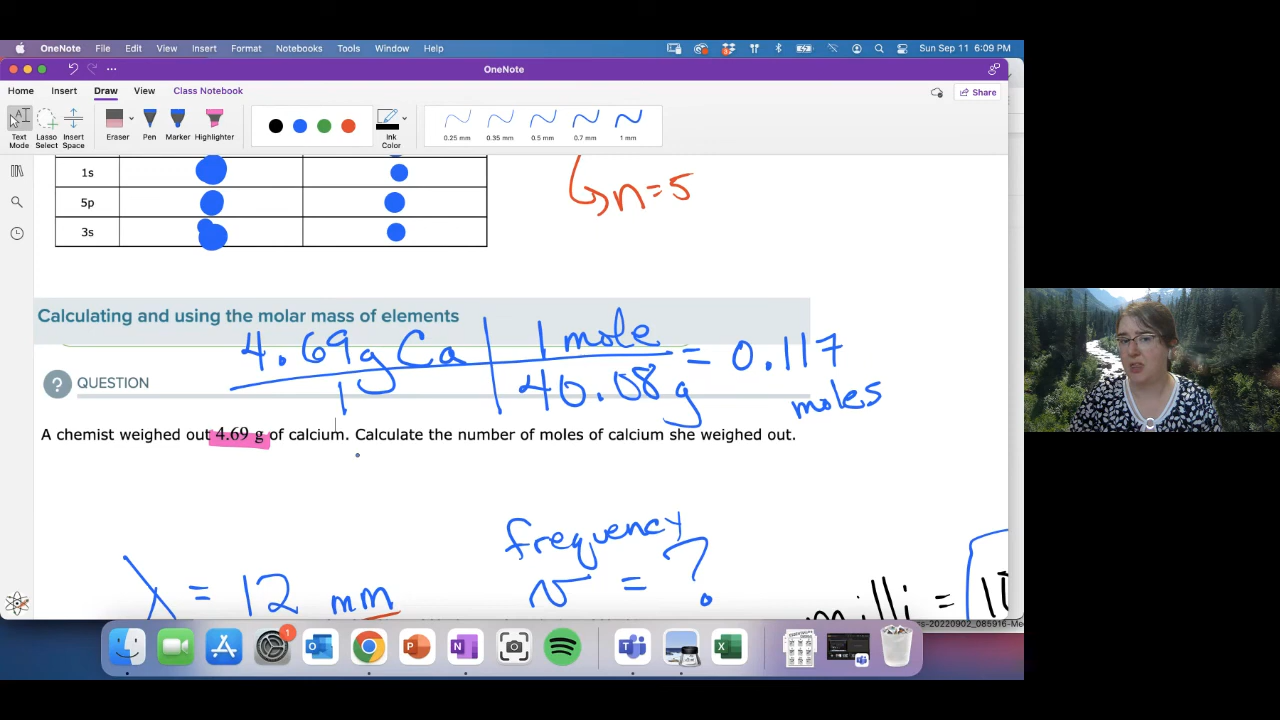 OneNote File Edit View Insert Format Notebooks Tools Window Help Sun Sep 11 6:09 PM
OneNote
Home Insert Draw View Class Notebook Share
Text Mode Lasso Select Insert Space Eraser Pen Marker Highlighter Ink Color 0.25 mm 0.35 mm 0.5 mm 0.7 mm 1 mm
1s
5p
3s
n=5
Calculating and using the molar mass of elements
4.69g Ca 1 mole = 0.117
1 40.08 g moles
? QUESTION
A chemist weighed out 4.69 g of calcium. Calculate the number of moles of calcium she weighed out.
frequency
λ = 12 mm ν = ?
milli =
1